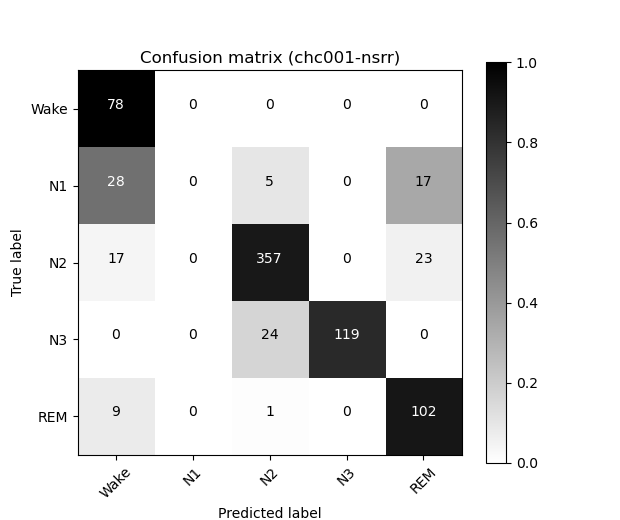 Confusion matrix (chc001-nsrr)
Wake 78 0 0 0 0
N1 28 0 5 0 17
N2 17 0 357 0 23
N3 0 0 24 119 0
REM 9 0 1 0 102
Wake N1 N2 N3 REM
Predicted label
True label
1.0
0.8
0.6
0.4
0.2
0.0